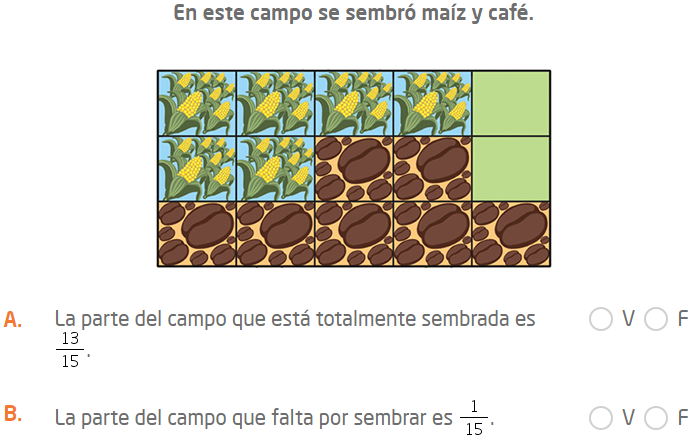 En este campo se sembró maíz y café.
A. La parte del campo que está totalmente sembrada es
13/15.
V F
B. La parte del campo que falta por sembrar es 1/15.
V F